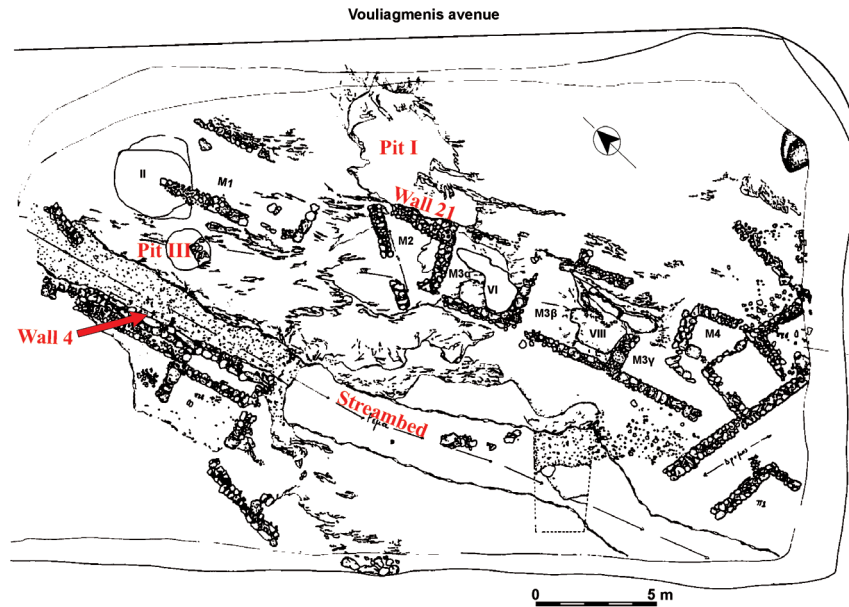 Vouliagmenis avenue
Pit I
II
M1
Wall 21
M2
Pit III
M3α
VI
M3β
VIII
M3γ
M4
Wall 4
Streambed
δρόμος
0 5 m